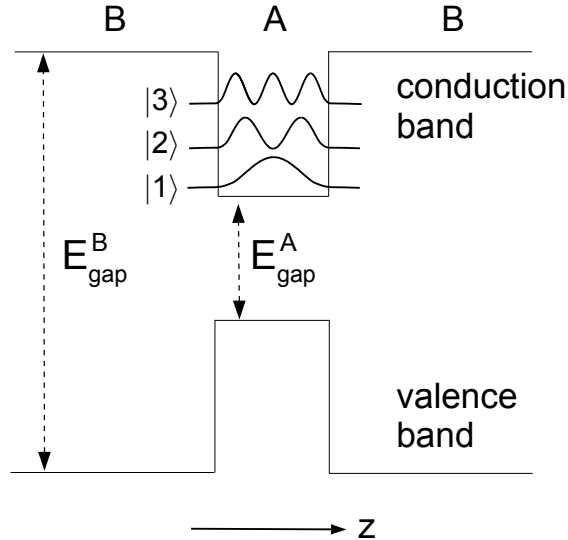 B A B
|3⟩
conduction
band
|2⟩
|1⟩
E^B_gap
E^A_gap
valence
band
z